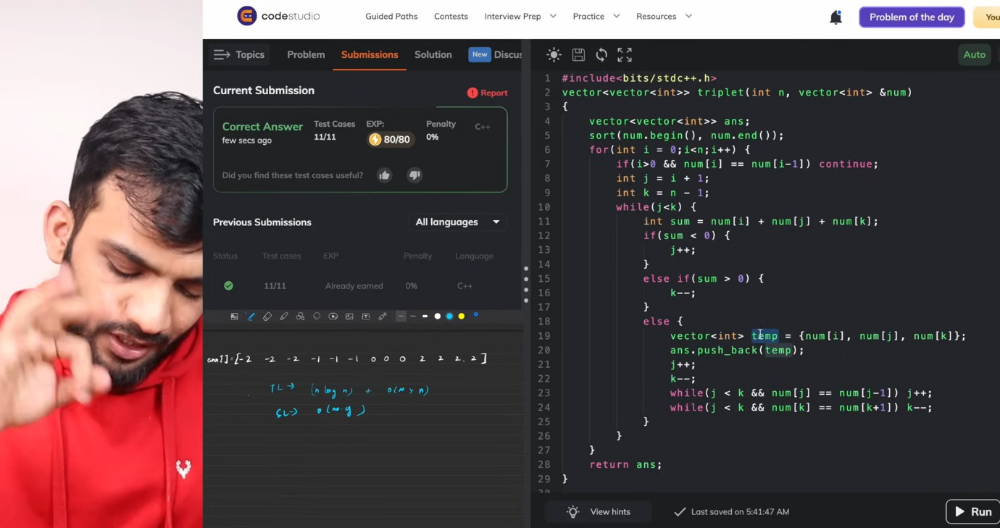 codestudio Guided Paths Contests Interview Prep Practice Resources Problem of the day You
Topics Problem Submissions Solution New Discus
Auto
Current Submission
Report
Correct Answer
few secs ago
Test Cases
11/11
EXP:
80/80
Penalty
0%
C++
Did you find these test cases useful?
Previous Submissions
All languages
Status Test cases EXP Penalty Language
11/11 Already earned 0% C++
arr[] = [-2 -2 -2 -1 -1 -1 0 0 0 2 2 2 2 ]
(n log n) + O(n x n)
1 #include<bits/stdc++.h>
2 vector<vector<int>> triplet(int n, vector<int> &num)
3 {
4 vector<vector<int>> ans;
5 sort(num.begin(), num.end());
6 for(int i = 0;i<n;i++) {
7 if(i>0 && num[i] == num[i-1]) continue;
8 int j = i + 1;
9 int k = n - 1;
10 while(j<k) {
11 int sum = num[i] + num[j] + num[k];
12 if(sum < 0) {
13 j++;
14 }
15 else if(sum > 0) {
16 k--;
17 }
18 else {
19 vector<int> temp = {num[i], num[j], num[k]};
20 ans.push_back(temp);
21 j++;
22 k--;
23 while(j < k && num[j] == num[j-1]) j++;
24 while(j < k && num[k] == num[k+1]) k--;
25 }
26 }
27 }
28 return ans;
29 }
View hints
Last saved on 5:41:47 AM
Run